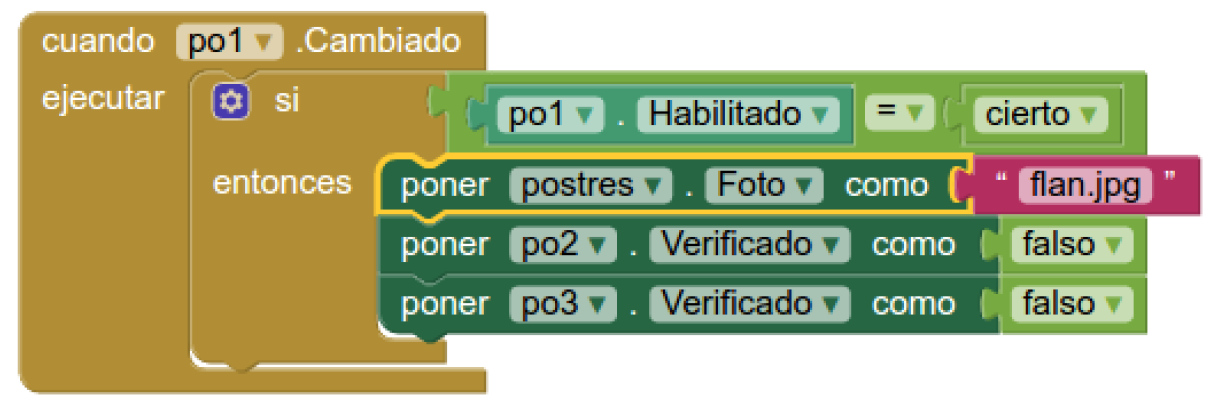 cuando po1 .Cambiado
ejecutar si po1 . Habilitado = cierto
entonces poner postres . Foto como “ flan.jpg ”
poner po2 . Verificado como falso
poner po3 . Verificado como falso